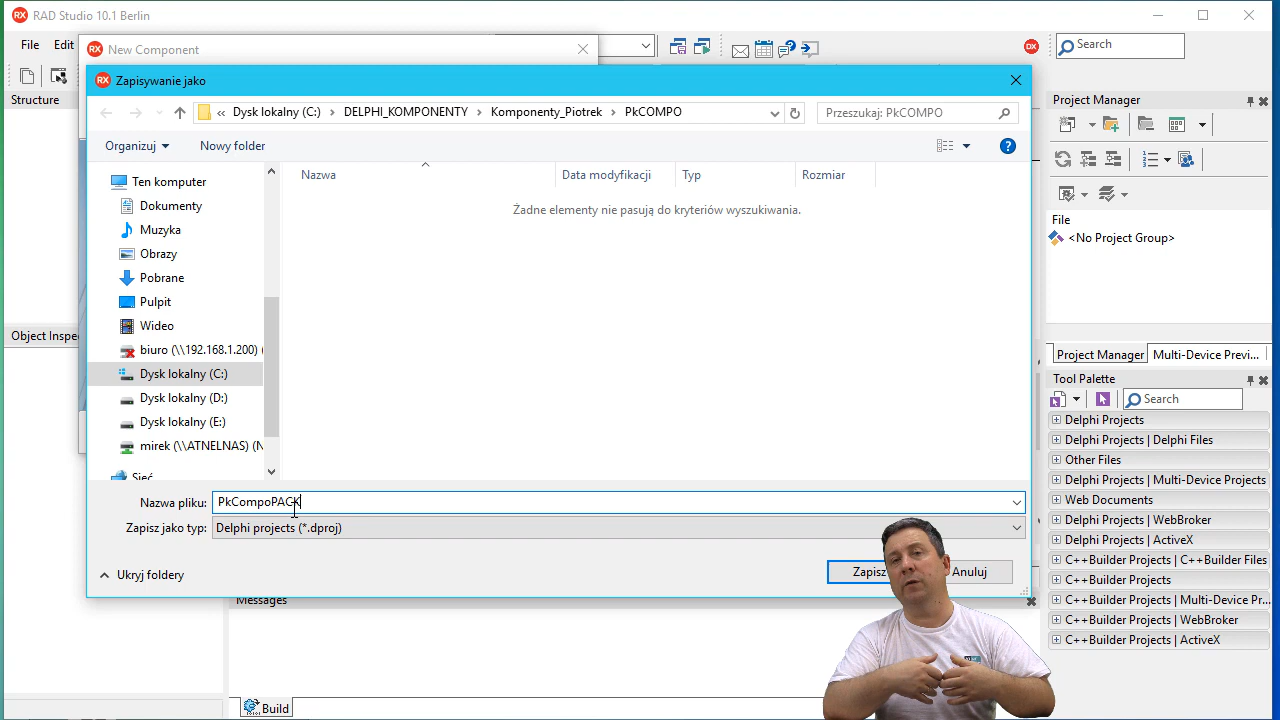 RAD Studio 10.1 Berlin
File Edit
New Component
Search
Structure
Zapisywanie jako
« Dysk lokalny (C:) DELPHI_KOMPONENTY Komponenty_Piotrek PkCOMPO
Przeszukaj: PkCOMPO
Organizuj Nowy folder
Nazwa Data modyfikacji Typ Rozmiar
Żadne elementy nie pasują do kryteriów wyszukiwania.
Ten komputer
Dokumenty
Muzyka
Obrazy
Pobrane
Pulpit
Wideo
biuro (\\192.168.1.200) (
Dysk lokalny (C:)
Dysk lokalny (D:)
Dysk lokalny (E:)
mirek (\\ATNELNAS) (N
Sieć
Nazwa pliku: PkCompoPACK
Zapisz jako typ: Delphi projects (*.dproj)
Ukryj foldery
Zapisz Anuluj
Object Inspe
Messages
Build
Project Manager
File
<No Project Group>
Project Manager Multi-Device Previ...
Tool Palette
Search
Delphi Projects
Delphi Projects | Delphi Files
Other Files
Delphi Projects | Multi-Device Projects
Web Documents
Delphi Projects | WebBroker
Delphi Projects | ActiveX
C++Builder Projects | C++Builder Files
C++Builder Projects
C++Builder Projects | Multi-Device Pr...
C++Builder Projects | WebBroker
C++Builder Projects | ActiveX